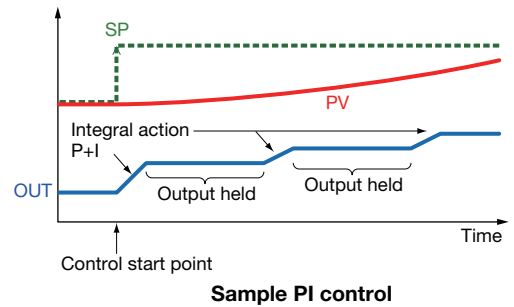 SP
PV
Integral action
P+I
OUT
Output held
Output held
Time
Control start point
Sample PI control